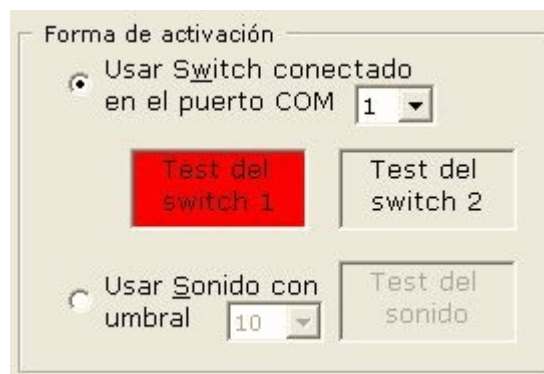 Forma de activación
Usar Switch conectado
en el puerto COM 1
Test del
switch 1
Test del
switch 2
Usar Sonido con
umbral 10
Test del
sonido